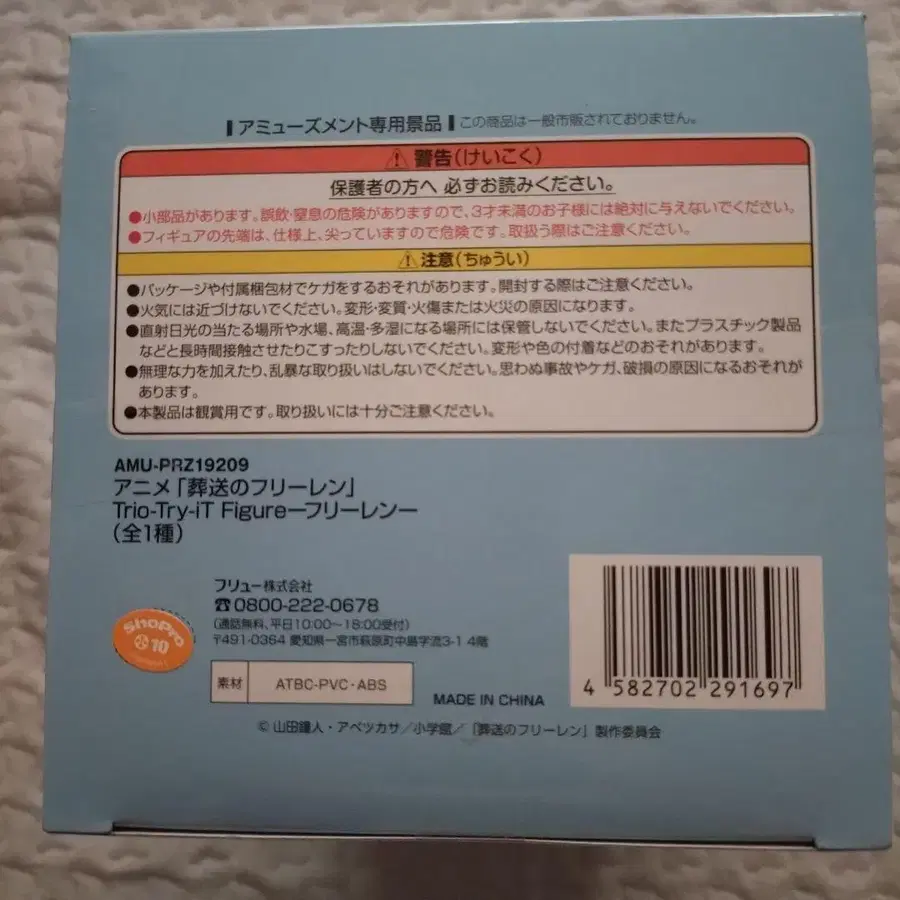 アミューズメント専用景品 この商品は一般市販されておりません。
警告(けいこく)
保護者の方へ 必ずお読みください。
●小部品があります。誤飲・窒息の危険がありますので、3才未満のお子様には絶対に与えないでください。
●フィギュアの先端は、仕様上、尖っていますので危険です。取扱う際はご注意ください。
注意(ちゅうい)
●パッケージや付属梱包材でケガをするおそれがあります。開封する際はご注意ください。
●火気には近づけないでください。変形・変質・火傷または火災の原因になります。
●直射日光の当たる場所や水場、高温・多湿になる場所には保管しないでください。またプラスチック製品
などと長時間接触させたりこすったりしないでください。変形や色の付着などのおそれがあります。
●無理な力を加えたり、乱暴な取り扱いはしないでください。思わぬ事故やケガ、破損の原因になるおそれが
あります。
●本製品は観賞用です。取り扱いには十分ご注意ください。
AMU-PRZ19209
アニメ「葬送のフリーレン」
Trio-Try-iT Figureーフリーレンー
(全1種)
フリュー株式会社
☎0800-222-0678
(通話無料、平日10:00〜18:00受付)
〒491-0364 愛知県一宮市萩原町中島字流3-1 4階
ShoPro
10
素材 ATBC-PVC・ABS
MADE IN CHINA
4 582702 291697
© 山田鐘人・アベツカサ/小学館/「葬送のフリーレン」製作委員会